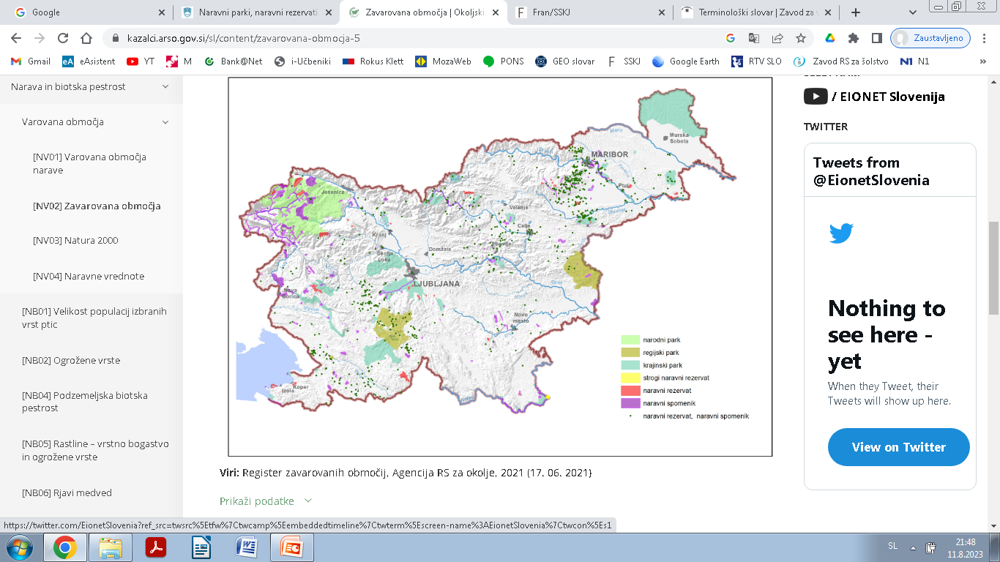 Google
Naravni parki, naravni rezervati
Zavarovana območja | Okoljski
Fran/SSKJ
Terminološki slovar | Zavod za v
kazalci.arso.gov.si/sl/content/zavarovana-obmocja-5
Zaustavljeno
Gmail
eAsistent
YT
M
Bank@Net
i-Učbeniki
Rokus Klett
MozaWeb
PONS
GEO slovar
SSKJ
Google Earth
RTV SLO
Zavod RS za šolstvo
N1
Narava in biotska pestrost
Varovana območja
[NV01] Varovana območja
narave
[NV02] Zavarovana območja
[NV03] Natura 2000
[NV04] Naravne vrednote
[NB01] Velikost populacij izbranih
vrst ptic
[NB02] Ogrožene vrste
[NB04] Podzemeljska biotska
pestrost
[NB05] Rastline – vrstno bogastvo
in ogrožene vrste
[NB06] Rjavi medved
Mura
Murska
Sobota
MARIBOR
Ptuj
Jesenice
Velenje
Celje
Kranj
Trbovlje
Škofja
Loka
Domžale
LJUBLJANA
Nova
Gorica
Novo
mesto
Koper
Izola
narodni park
regijski park
krajinski park
strogi naravni rezervat
naravni rezervat
naravni spomenik
naravni rezervat, naravni spomenik
Viri: Register zavarovanih območij, Agencija RS za okolje, 2021 (17. 06. 2021)
Prikaži podatke
/ EIONET Slovenija
TWITTER
Tweets from
@EionetSlovenia
Nothing to
see here -
yet
When they Tweet, their
Tweets will show up here.
View on Twitter
https://twitter.com/EionetSlovenia?ref_src=twsrc%5Etfw%7Ctwcamp%5Eembeddedtimeline%7Ctwterm%5Escreen-name%3AEionetSlovenia%7Ctwcon%5Es1
SL
21:48
11.8.2023